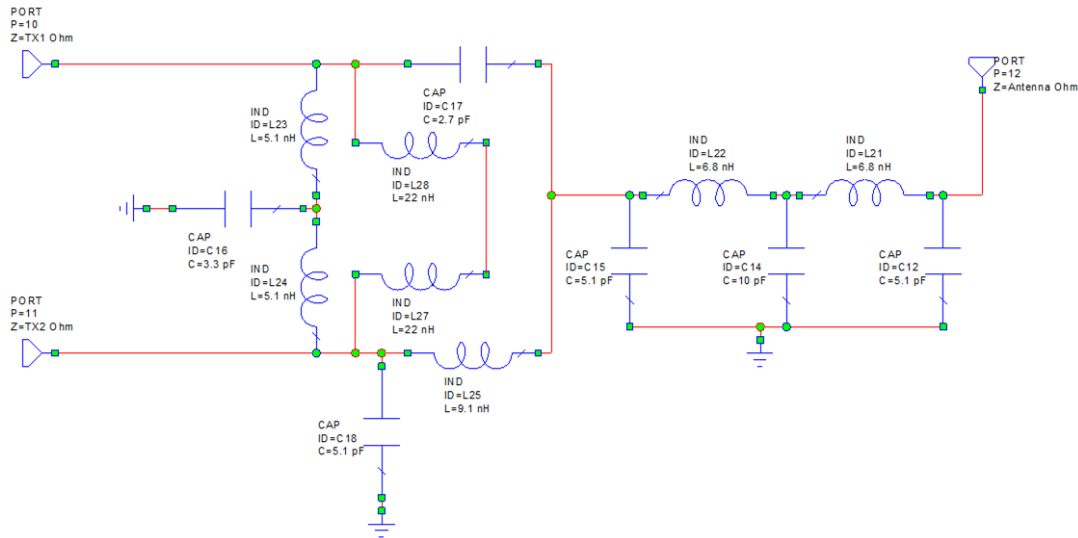 PORT
P=10
Z=TX1 Ohm
CAP
ID=C17
C=2.7 pF
IND
ID=L23
L=5.1 nH
IND
ID=L28
L=22 nH
CAP
ID=C16
C=3.3 pF
IND
ID=L24
L=5.1 nH
IND
ID=L27
L=22 nH
PORT
P=11
Z=TX2 Ohm
IND
ID=L25
L=9.1 nH
CAP
ID=C18
C=5.1 pF
PORT
P=12
Z=Antenna Ohm
IND
ID=L22
L=6.8 nH
IND
ID=L21
L=6.8 nH
CAP
ID=C15
C=5.1 pF
CAP
ID=C14
C=10 pF
CAP
ID=C12
C=5.1 pF